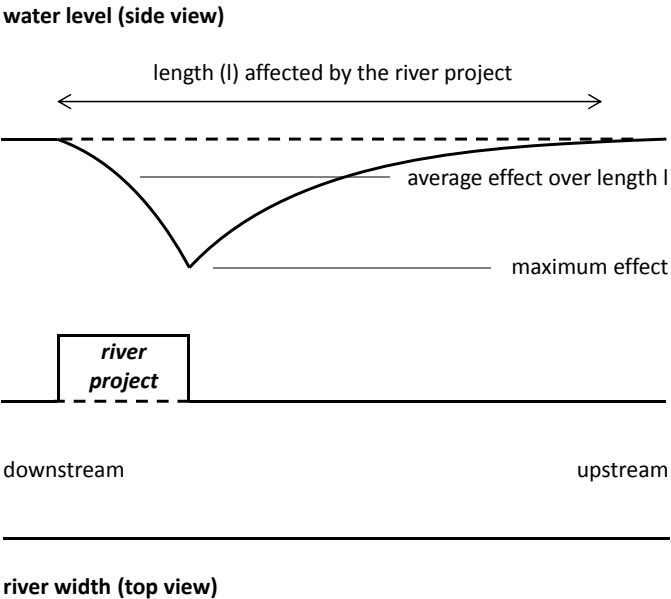 water level (side view)
length (l) affected by the river project
average effect over length l
maximum effect
river
project
downstream
upstream
river width (top view)